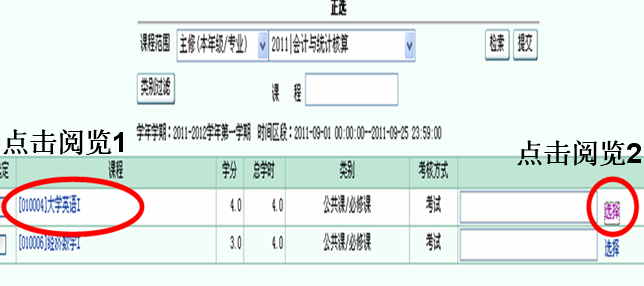 正选
课程范围 主修(本年级/专业) 2011|会计与统计核算 检索 提交
类别过滤 课 程
学年学期：2011-2012学年第一学期 时间区段：2011-09-01 00:00:00--2011-09-25 23:59:00
点击阅览1 点击阅览2
选定 课程 学分 总学时 类别 考核方式
[010004]大学英语I 4.0 4.0 公共课/必修课 考试 选择
[010006]经济数学I 3.0 4.0 公共课/必修课 考试 选择